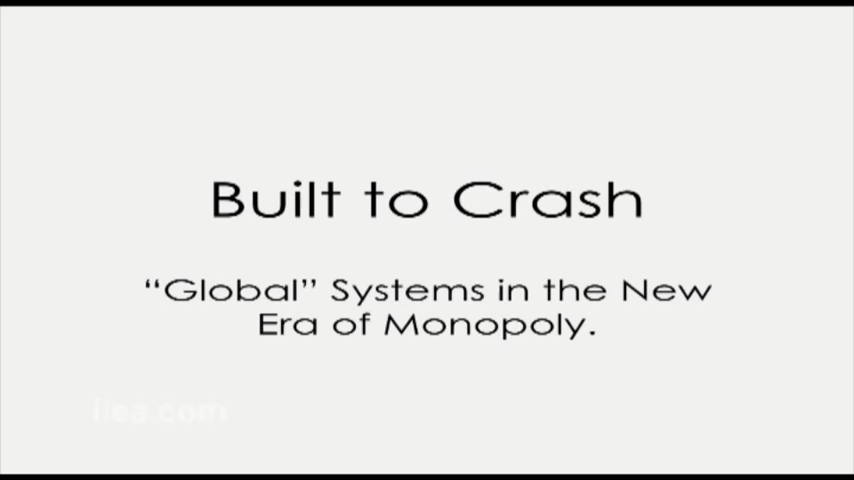 Built to Crash
“Global” Systems in the New
Era of Monopoly.